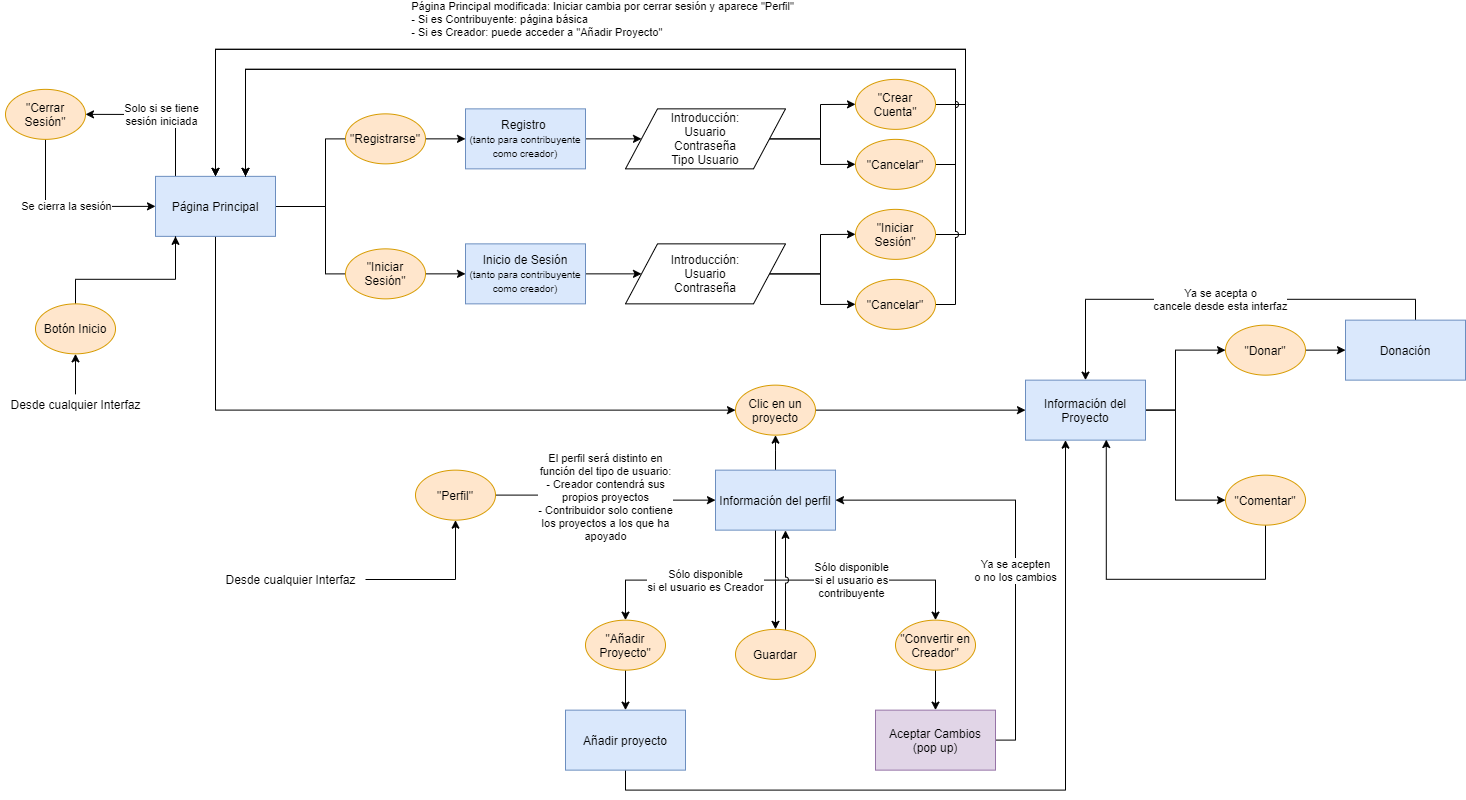 Página Principal modificada: Iniciar cambia por cerrar sesión y aparece "Perfil"
- Si es Contribuyente: página básica
- Si es Creador: puede acceder a "Añadir Proyecto"
"Cerrar
Sesión"
Solo si se tiene
sesión iniciada
Se cierra la sesión
Página Principal
"Registrarse"
Registro
(tanto para contribuyente
como creador)
Introducción:
Usuario
Contraseña
Tipo Usuario
"Crear
Cuenta"
"Cancelar"
"Iniciar
Sesión"
Inicio de Sesión
(tanto para contribuyente
como creador)
Introducción:
Usuario
Contraseña
"Iniciar
Sesión"
"Cancelar"
Botón Inicio
Desde cualquier Interfaz
Ya se acepta o
cancele desde esta interfaz
"Donar"
Donación
Clic en un
proyecto
Información del
Proyecto
"Comentar"
"Perfil"
El perfil será distinto en
función del tipo de usuario:
- Creador contendrá sus
propios proyectos
- Contribuidor solo contiene
los proyectos a los que ha
apoyado
Información del perfil
Desde cualquier Interfaz
Sólo disponible
si el usuario es Creador
Sólo disponible
si el usuario es
contribuyente
Ya se acepten
o no los cambios
"Añadir
Proyecto"
Guardar
"Convertir en
Creador"
Añadir proyecto
Aceptar Cambios
(pop up)